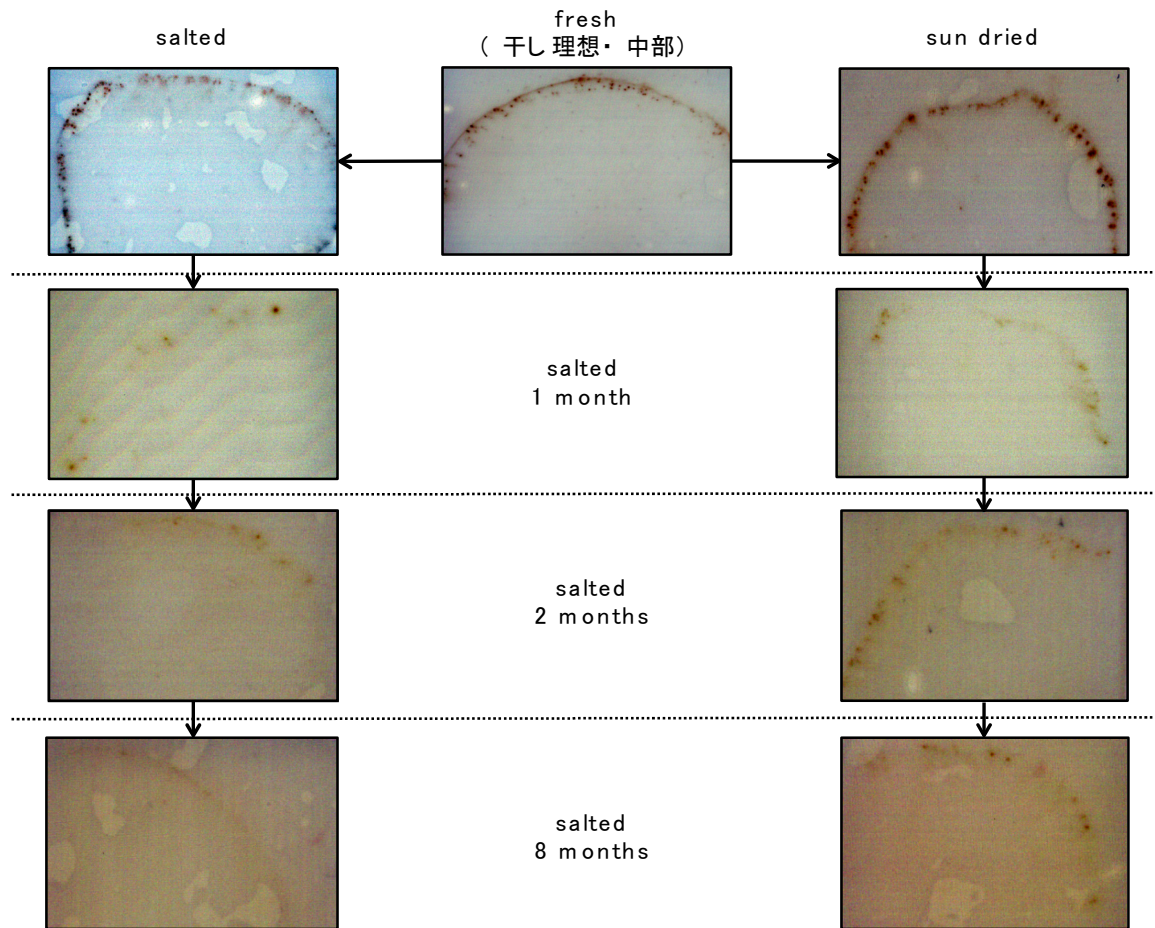 salted
fresh
( 干し理想・ 中部)
sun dried
salted
1 month
salted
2 months
salted
8 months